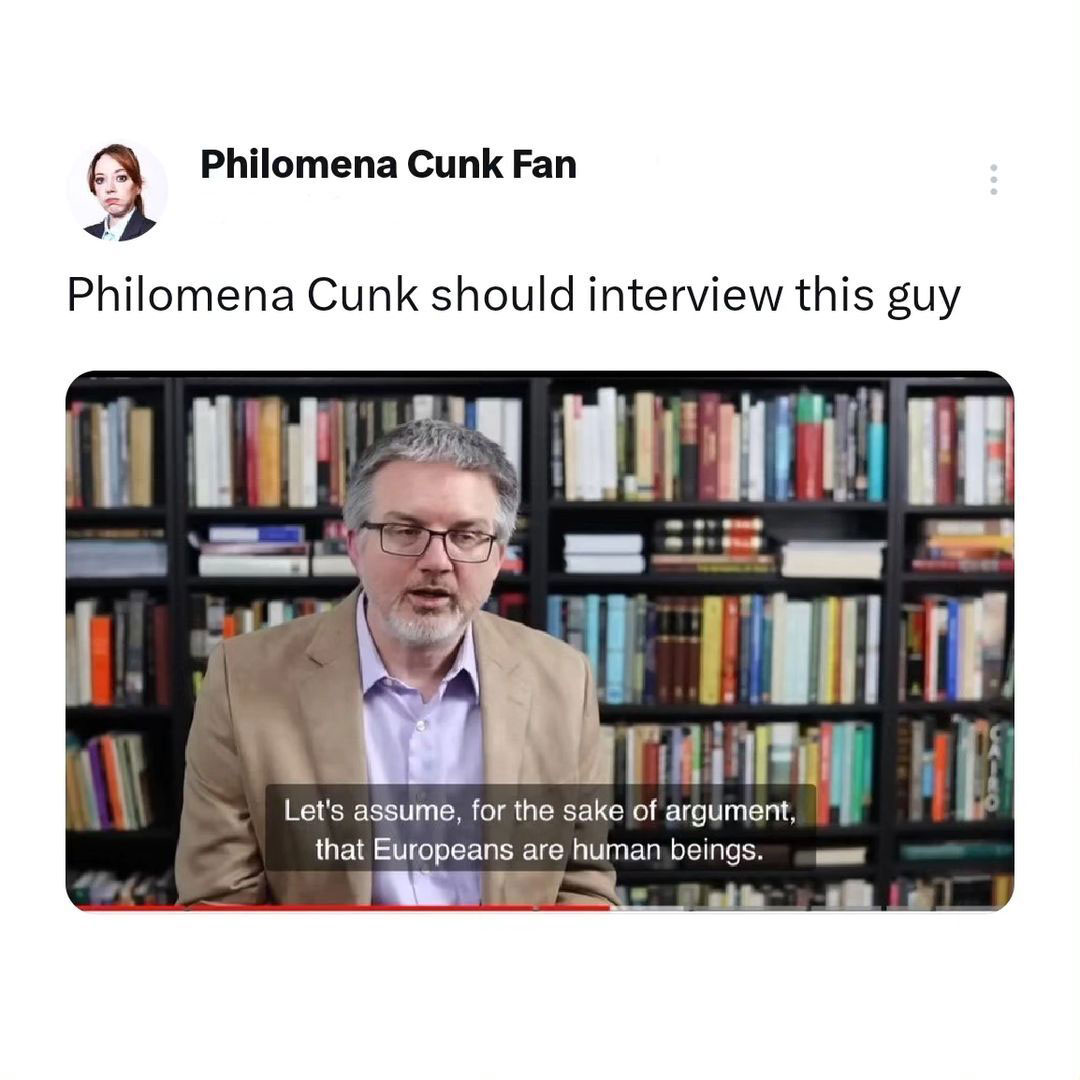 Philomena Cunk Fan
Philomena Cunk should interview this guy
Let's assume, for the sake of argument,
that Europeans are human beings.
CAIRO